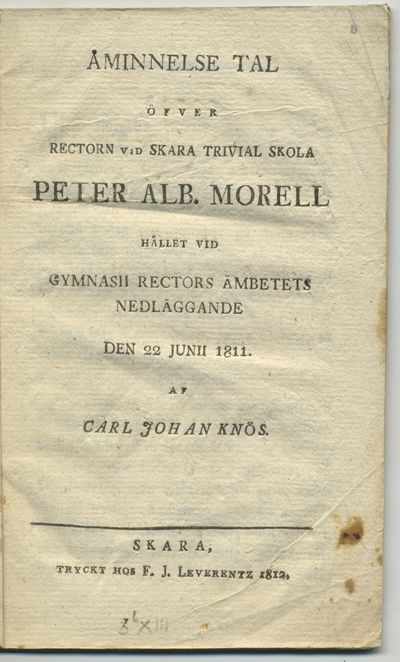 ÅMINNELSE TAL
ÖFVER
RECTORN VID SKARA TRIVIAL SKOLA
PETER ALB. MORELL
HÅLLET VID
GYMNASII RECTORS ÄMBETETS
NEDLÄGGANDE
DEN 22 JUNII 1811.
AF
CARL JOHAN KNÖS.
SKARA,
TRYCKT HOS F. J. LEVERENTZ 1812.